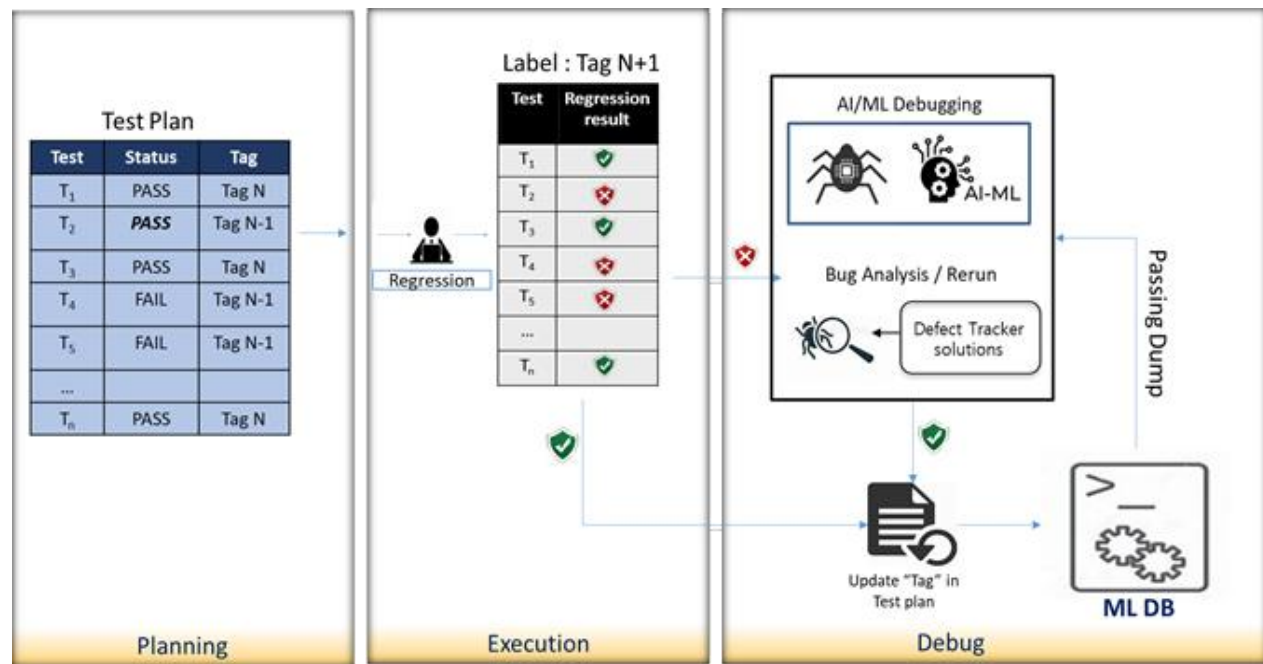 Test Plan
Test Status Tag
T1 PASS Tag N
T2 PASS Tag N-1
T3 PASS Tag N
T4 FAIL Tag N-1
T5 FAIL Tag N-1
...
Tn PASS Tag N
Planning
Regression
Label : Tag N+1
Test Regression
result
T1
T2
T3
T4
T5
...
Tn
Execution
AI/ML Debugging
AI-ML
Bug Analysis / Rerun
Defect Tracker
solutions
Passing Dump
Update “Tag” in
Test plan
>_
ML DB
Debug